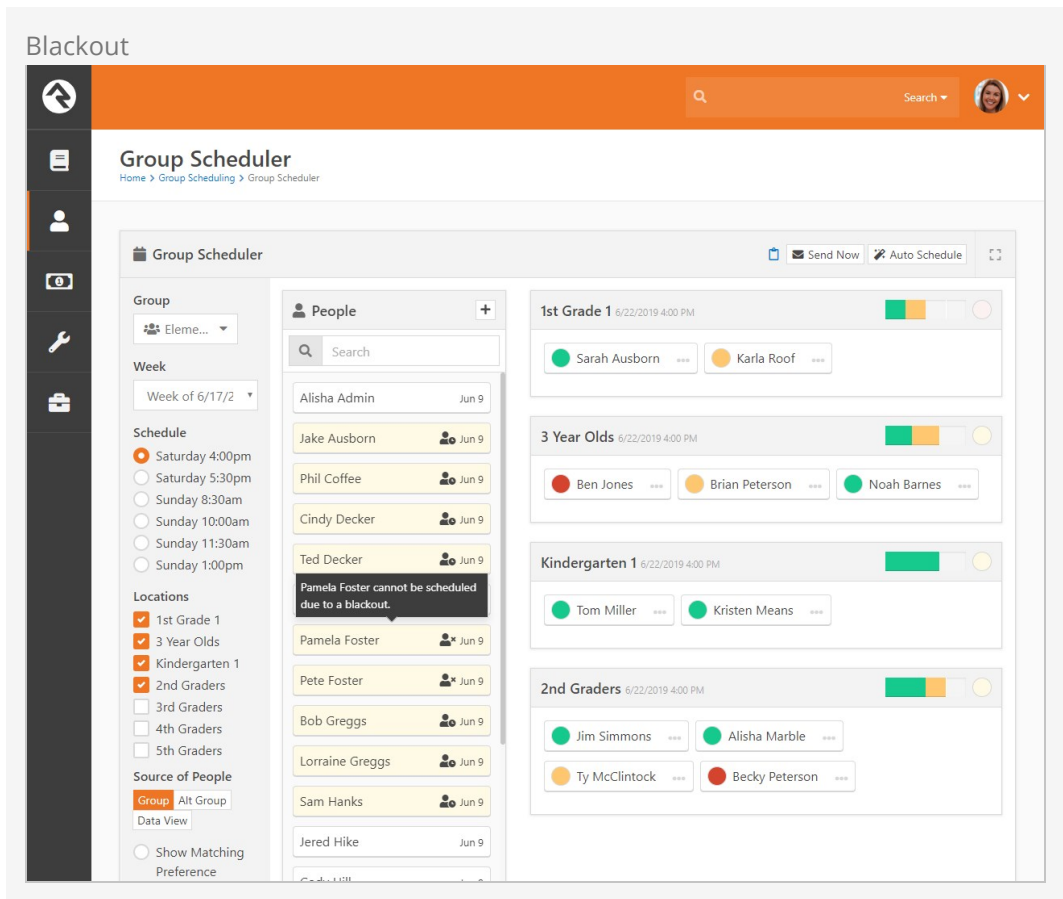 Blackout
Search
Group Scheduler
Home > Group Scheduling > Group Scheduler
Group Scheduler
Send Now
Auto Schedule
Group
Eleme...
Week
Week of 6/17/2
Schedule
Saturday 4:00pm
Saturday 5:30pm
Sunday 8:30am
Sunday 10:00am
Sunday 11:30am
Sunday 1:00pm
Locations
1st Grade 1
3 Year Olds
Kindergarten 1
2nd Graders
3rd Graders
4th Graders
5th Graders
Source of People
Group Alt Group
Data View
Show Matching
Preference
People
Search
Alisha Admin Jun 9
Jake Ausborn Jun 9
Phil Coffee Jun 9
Cindy Decker Jun 9
Ted Decker Jun 9
Pamela Foster cannot be scheduled
due to a blackout.
Pamela Foster Jun 9
Pete Foster Jun 9
Bob Greggs Jun 9
Lorraine Greggs Jun 9
Sam Hanks Jun 9
Jered Hike Jun 9
1st Grade 1 6/22/2019 4:00 PM
Sarah Ausborn Karla Roof
3 Year Olds 6/22/2019 4:00 PM
Ben Jones Brian Peterson Noah Barnes
Kindergarten 1 6/22/2019 4:00 PM
Tom Miller Kristen Means
2nd Graders 6/22/2019 4:00 PM
Jim Simmons Alisha Marble
Ty McClintock Becky Peterson